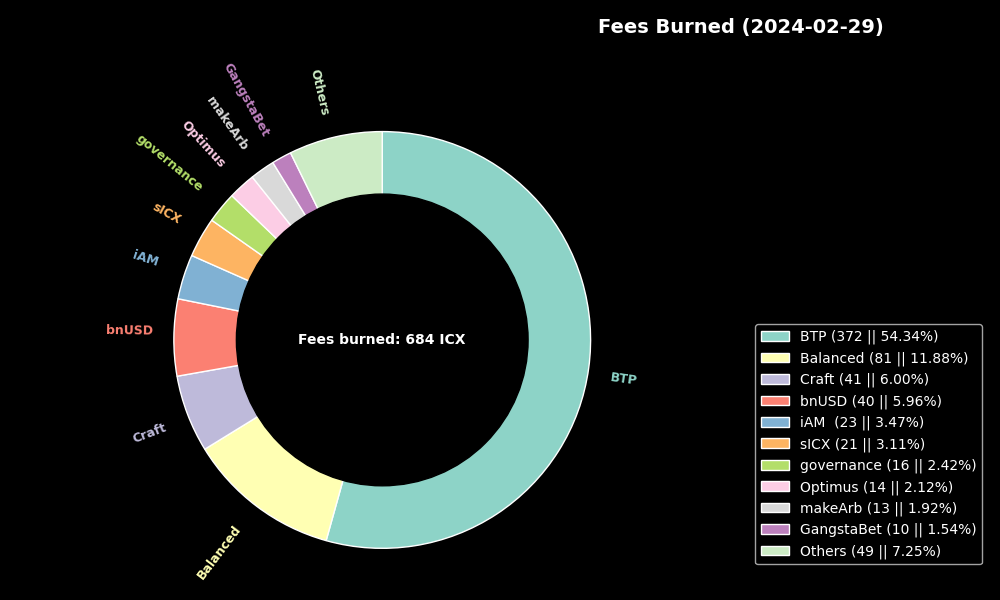 Fees Burned (2024-02-29)
Others
GangstaBet
makeArb
Optimus
governance
sICX
iAM
bnUSD
Craft
Balanced
BTP
Fees burned: 684 ICX
BTP (372 || 54.34%)
Balanced (81 || 11.88%)
Craft (41 || 6.00%)
bnUSD (40 || 5.96%)
iAM  (23 || 3.47%)
sICX (21 || 3.11%)
governance (16 || 2.42%)
Optimus (14 || 2.12%)
makeArb (13 || 1.92%)
GangstaBet (10 || 1.54%)
Others (49 || 7.25%)